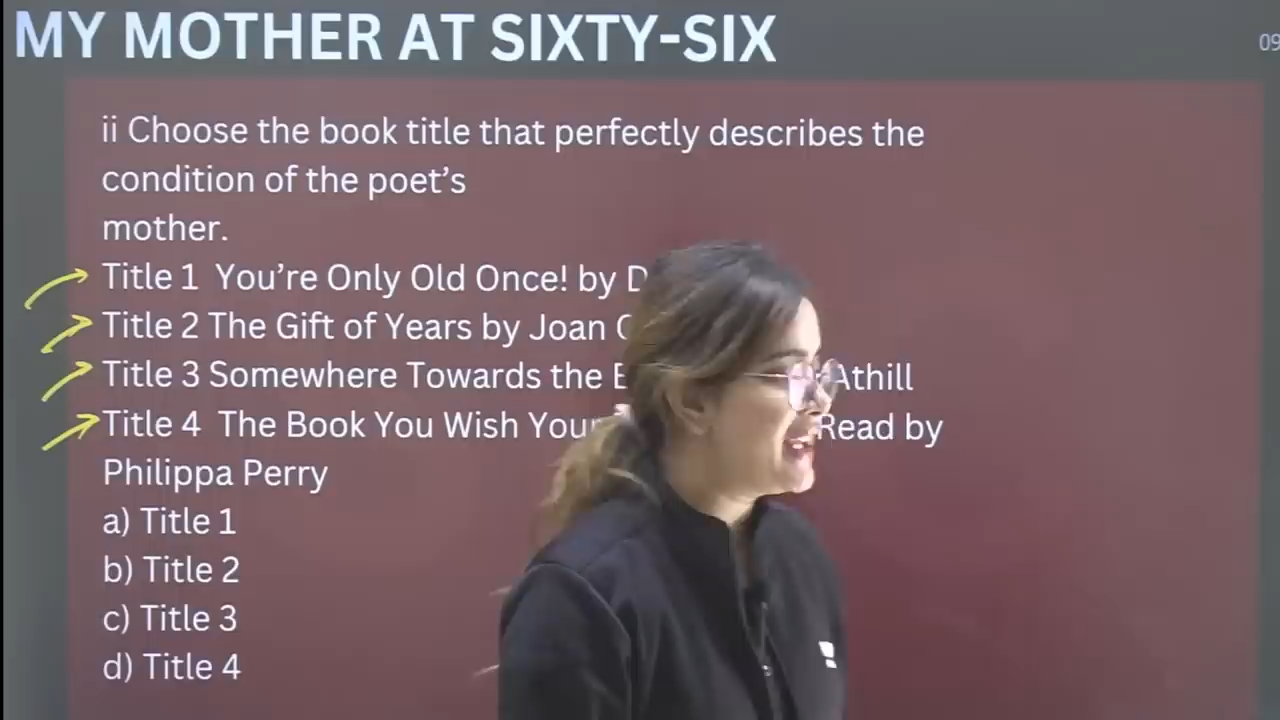 MY MOTHER AT SIXTY-SIX
09
ii Choose the book title that perfectly describes the
condition of the poet’s
mother.
Title 1 You’re Only Old Once! by
Title 2 The Gift of Years by Joan
Title 3 Somewhere Towards the Athill
Title 4 The Book You Wish Read by
Philippa Perry
a) Title 1
b) Title 2
c) Title 3
d) Title 4